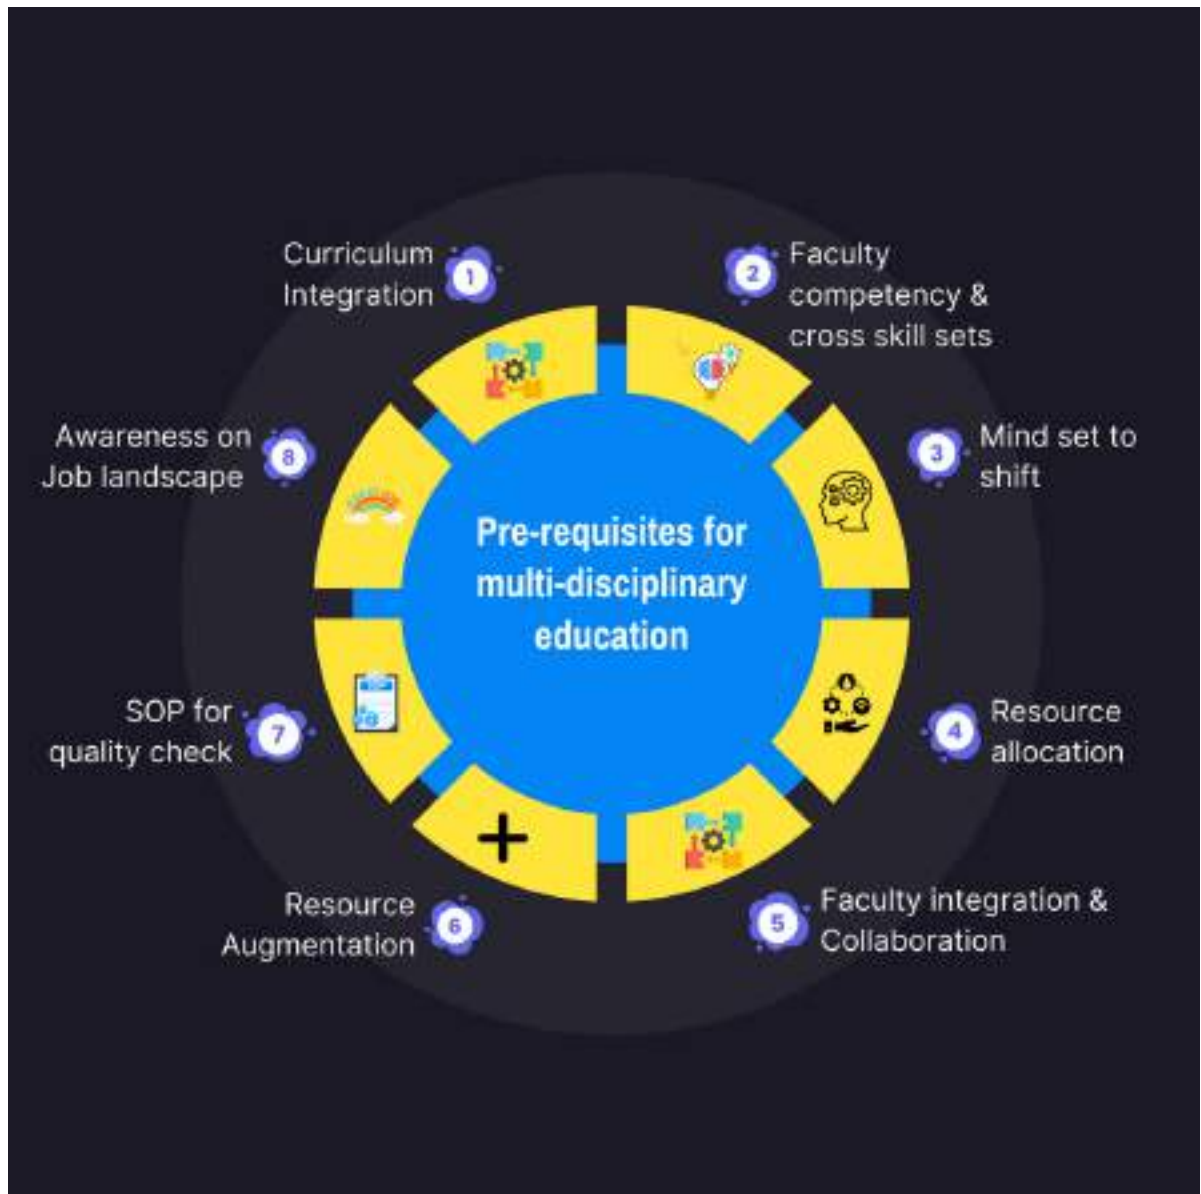 Pre-requisites for
multi-disciplinary
education
1
Curriculum
Integration
2
Faculty
competency &
cross skill sets
3
Mind set to
shift
4
Resource
allocation
5
Faculty integration &
Collaboration
6
Resource
Augmentation
7
SOP for
quality check
8
Awareness on
Job landscape